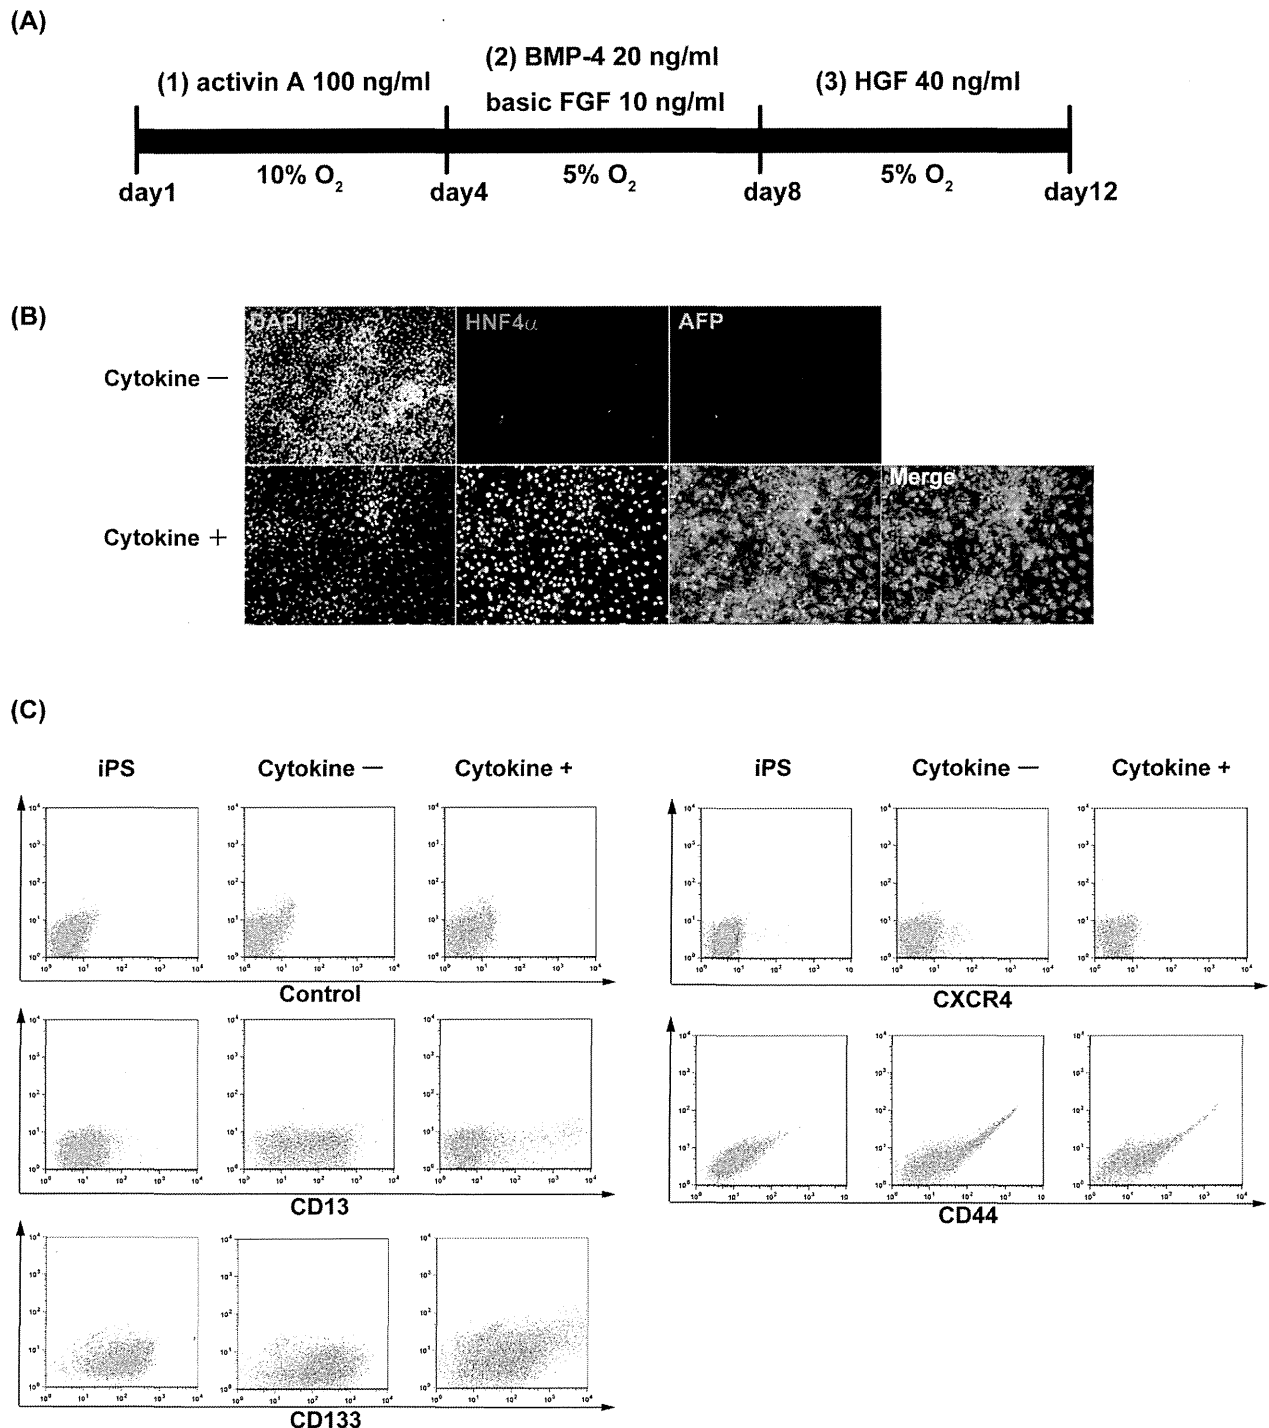 (A)
(1) activin A 100 ng/ml
(2) BMP-4 20 ng/ml
basic FGF 10 ng/ml
(3) HGF 40 ng/ml
10% O2
5% O2
5% O2
day1
day4
day8
day12
(B)
DAPI
HNF4α
AFP
Cytokine —
Merge
Cytokine +
(C)
iPS
Cytokine —
Cytokine +
iPS
Cytokine —
Cytokine +
Control
CXCR4
CD13
CD44
CD133